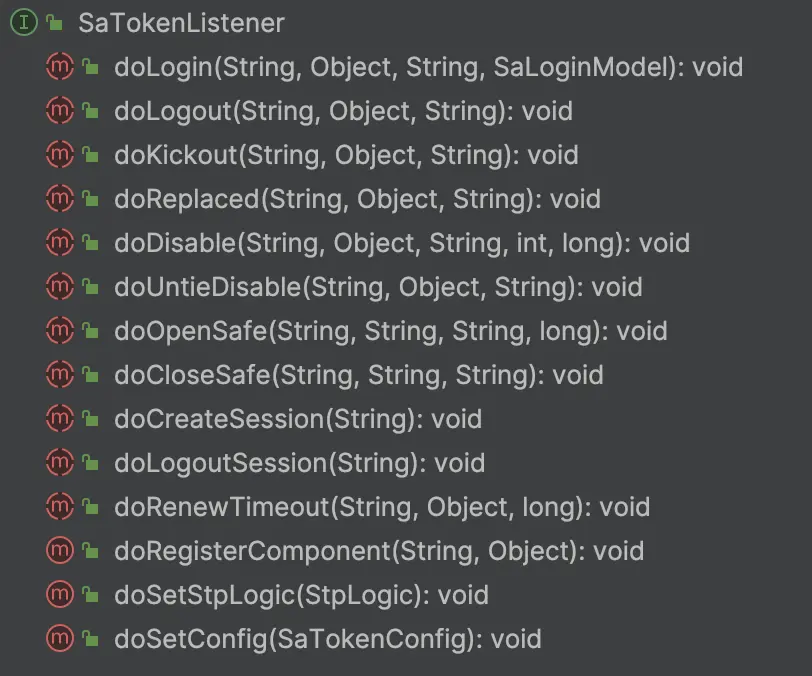 SaTokenListener
doLogin(String, Object, String, SaLoginModel): void
doLogout(String, Object, String): void
doKickout(String, Object, String): void
doReplaced(String, Object, String): void
doDisable(String, Object, String, int, long): void
doUntieDisable(String, Object, String): void
doOpenSafe(String, String, String, long): void
doCloseSafe(String, String, String): void
doCreateSession(String): void
doLogoutSession(String): void
doRenewTimeout(String, Object, long): void
doRegisterComponent(String, Object): void
doSetStpLogic(StpLogic): void
doSetConfig(SaTokenConfig): void